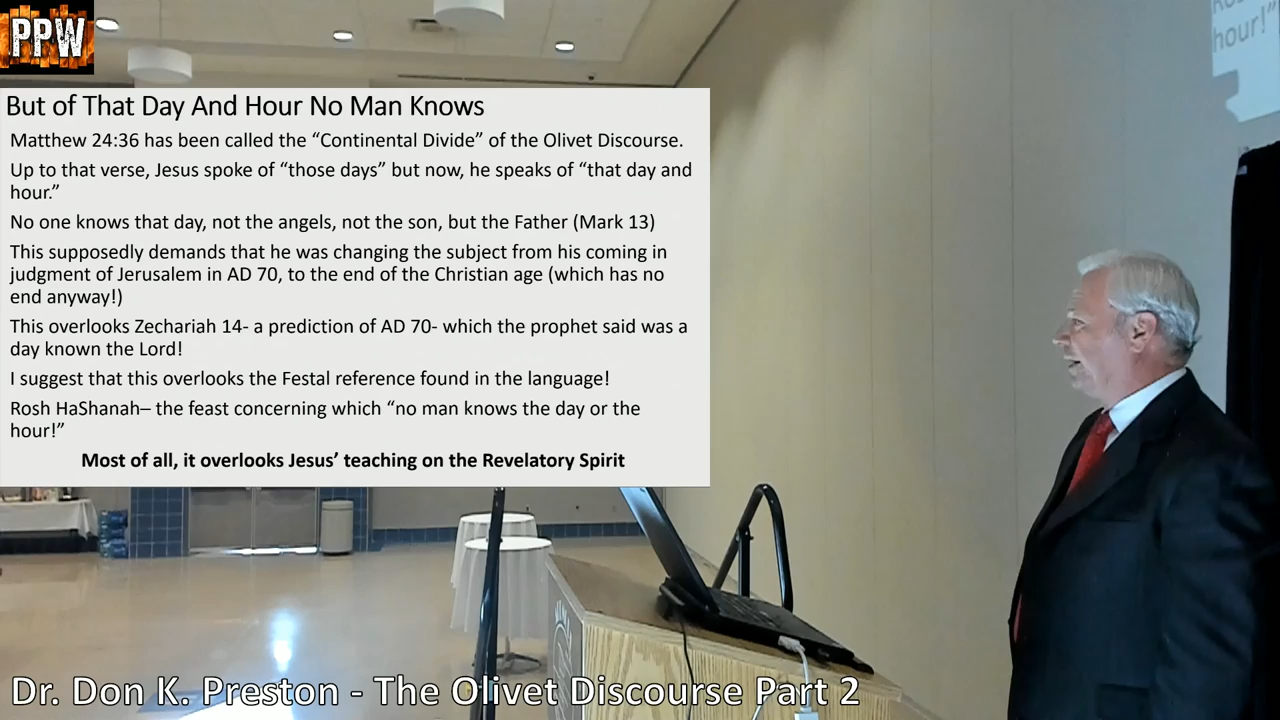 PPW
But of That Day And Hour No Man Knows
Matthew 24:36 has been called the “Continental Divide” of the Olivet Discourse.
Up to that verse, Jesus spoke of “those days” but now, he speaks of “that day and
hour.”
No one knows that day, not the angels, not the son, but the Father (Mark 13)
This supposedly demands that he was changing the subject from his coming in
judgment of Jerusalem in AD 70, to the end of the Christian age (which has no
end anyway!)
This overlooks Zechariah 14- a prediction of AD 70- which the prophet said was a
day known the Lord!
I suggest that this overlooks the Festal reference found in the language!
Rosh HaShanah– the feast concerning which “no man knows the day or the
hour!”
Most of all, it overlooks Jesus’ teaching on the Revelatory Spirit
hour!”
Dr. Don K. Preston - The Olivet Discourse Part 2